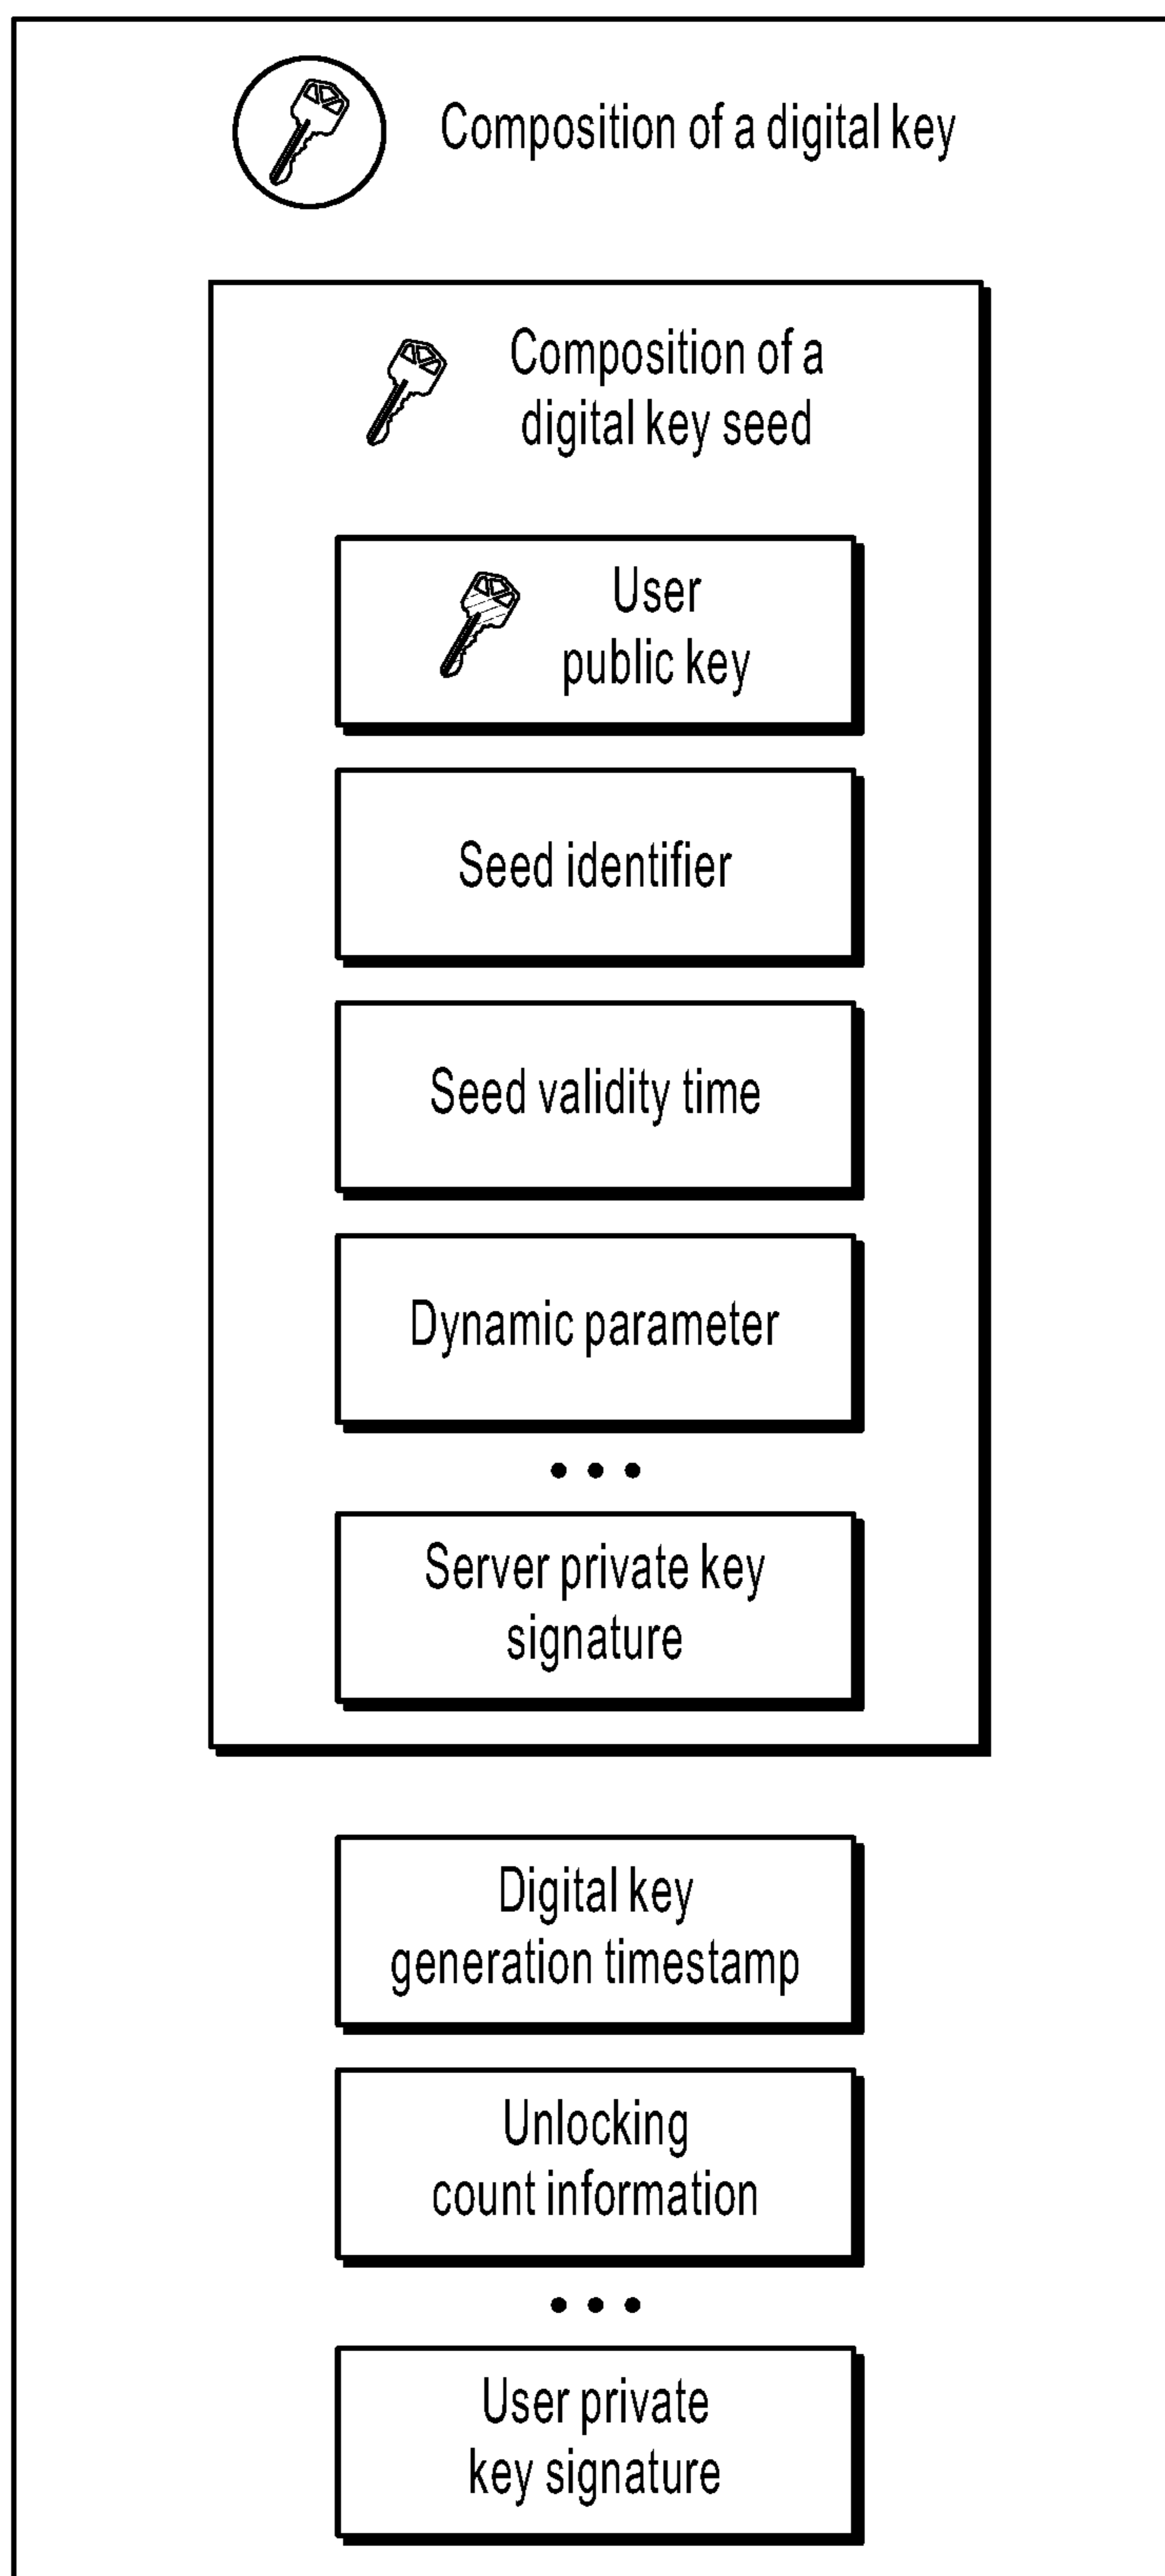 Composition of a digital key
Composition of a
digital key seed
User
public key
Seed identifier
Seed validity time
Dynamic parameter
• • •
Server private key
signature
Digital key
generation timestamp
Unlocking
count information
• • •
User private
key signature